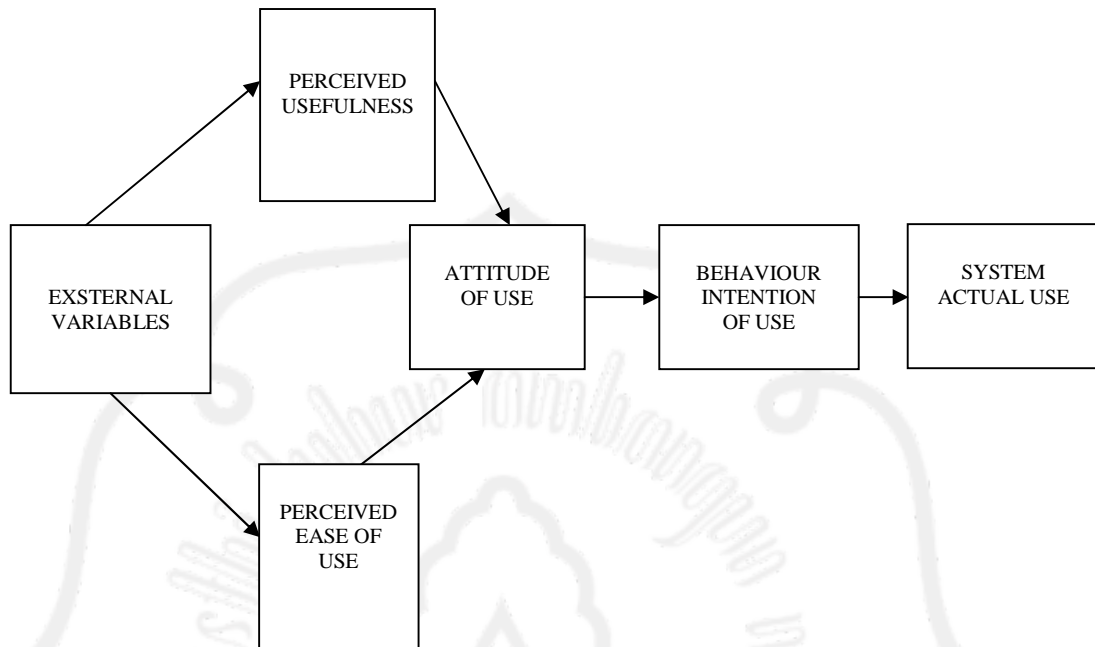 PERCEIVED
USEFULNESS
EXSTERNAL
VARIABLES
ATTITUDE
OF USE
BEHAVIOUR
INTENTION
OF USE
SYSTEM
ACTUAL USE
PERCEIVED
EASE OF
USE